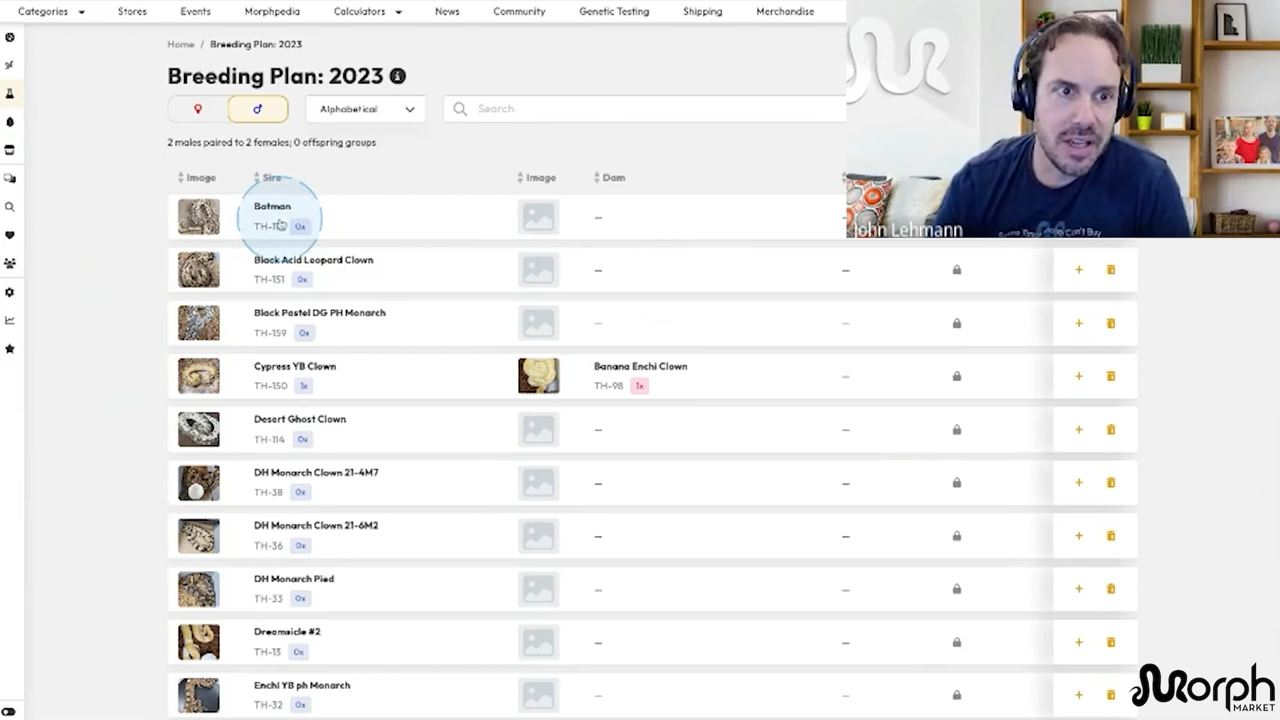 Categories Stores Events Morphpedia Calculators News Community Genetic Testing Shipping Merchandise
Home / Breeding Plan: 2023
Breeding Plan: 2023
Alphabetical Search
2 males paired to 2 females; 0 offspring groups
Image Sire Image Dam
Batman –
0x
Black Acid Leopard Clown – –
TH-151 0x
Black Pastel DG PH Monarch – –
TH-159 0x
Cypress YB Clown Banana Enchi Clown –
TH-150 1x TH-98 1x
Desert Ghost Clown – –
TH-114 0x
DH Monarch Clown 21-4M7 – –
TH-38 0x
DH Monarch Clown 21-6M2 – –
TH-36 0x
DH Monarch Pied – –
TH-33 0x
Dreamsicle #2 – –
TH-13 0x
Enchi YB ph Monarch – –
TH-32 0x
John Lehmann
Morph
MARKET